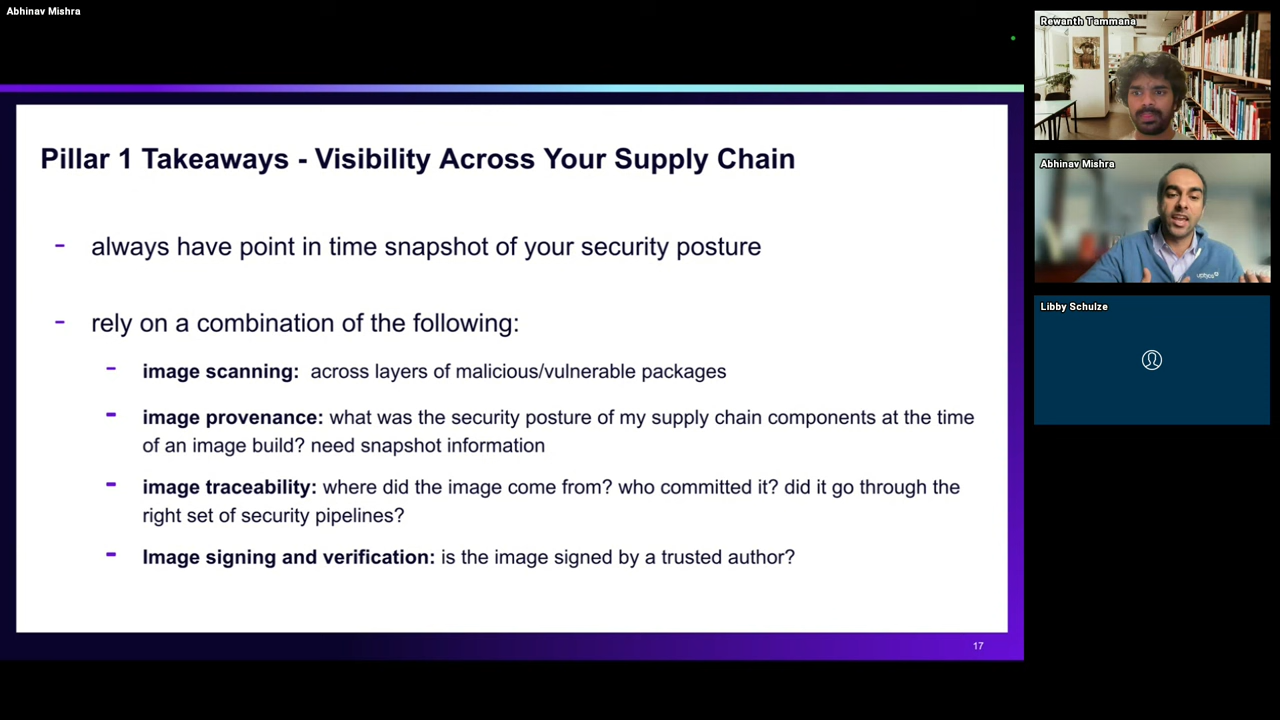 Abhinav Mishra
Rewanth Tammana
Pillar 1 Takeaways - Visibility Across Your Supply Chain
Abhinav Mishra
- always have point in time snapshot of your security posture
uptycs
- rely on a combination of the following:
Libby Schulze
- image scanning: across layers of malicious/vulnerable packages
- image provenance: what was the security posture of my supply chain components at the time
of an image build? need snapshot information
- image traceability: where did the image come from? who committed it? did it go through the
right set of security pipelines?
- Image signing and verification: is the image signed by a trusted author?
17